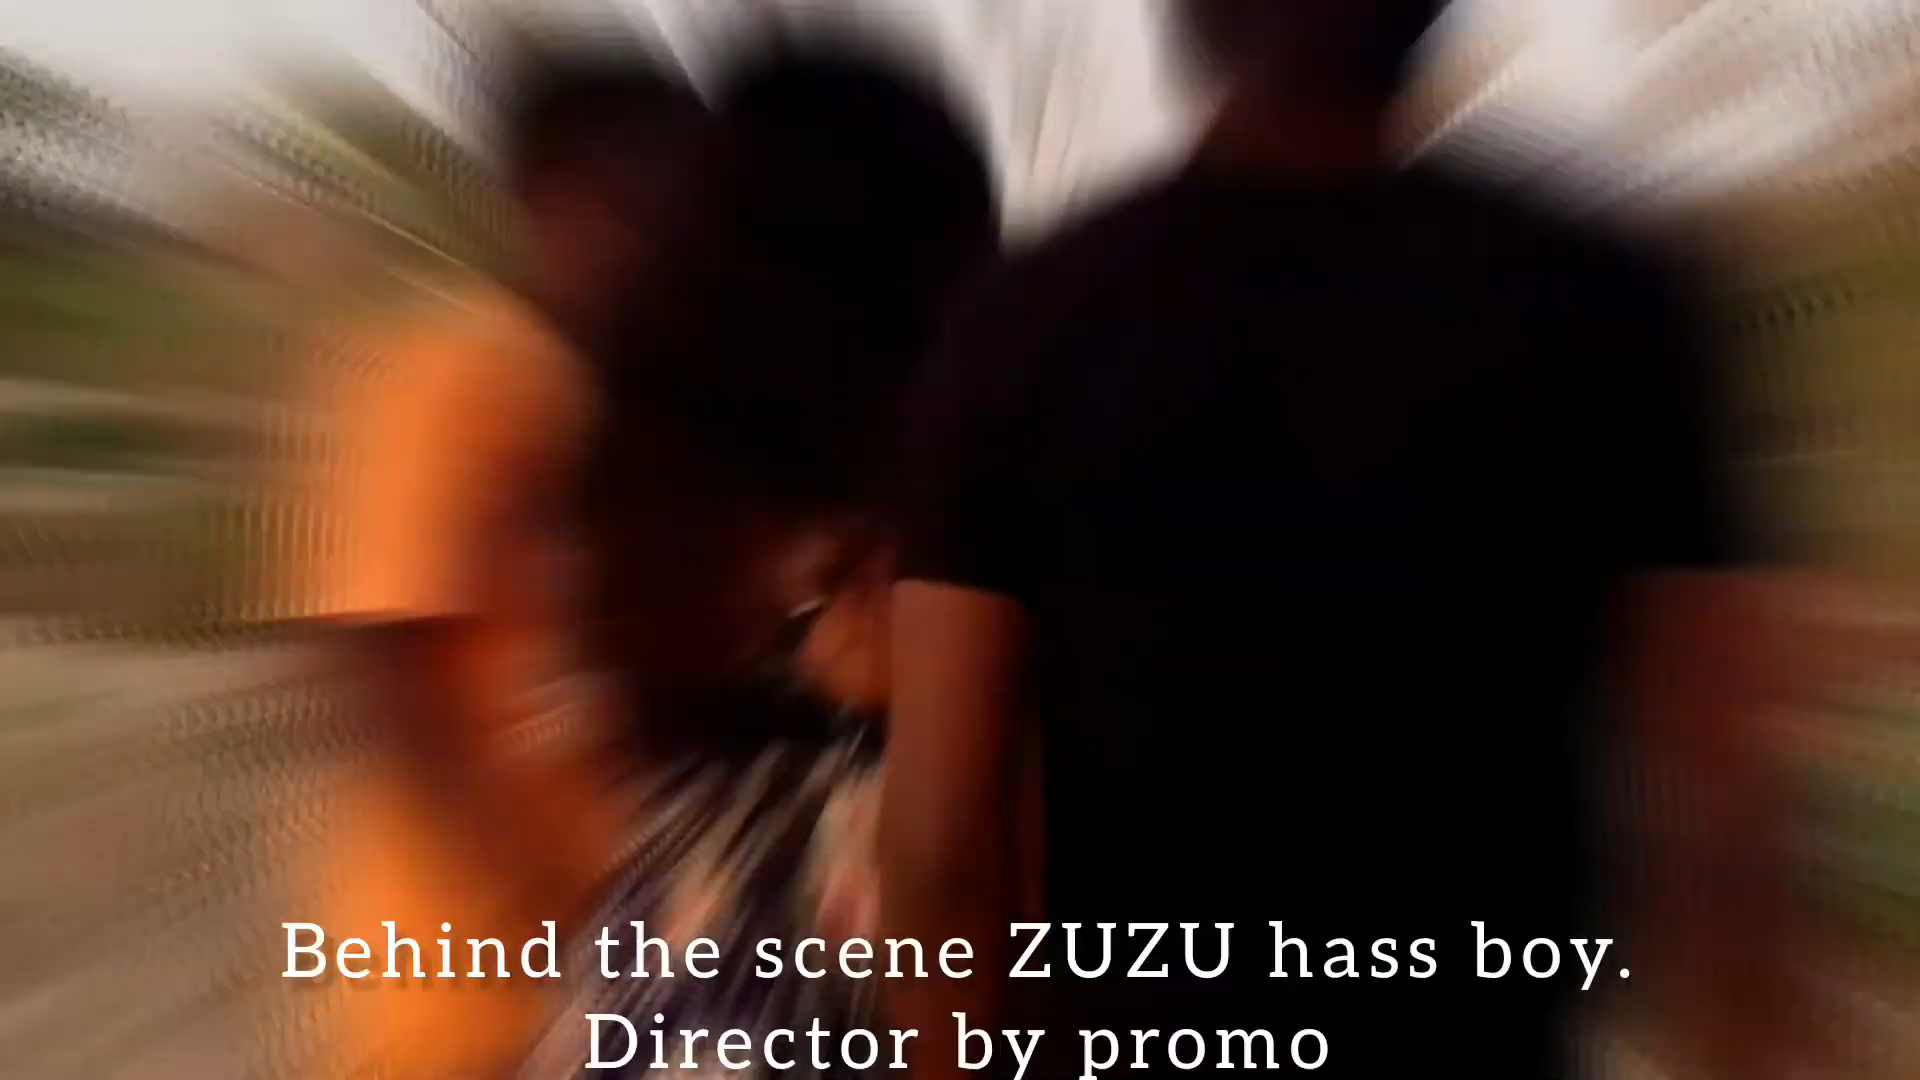 Behind the scene ZUZU hass boy.
Director by promo